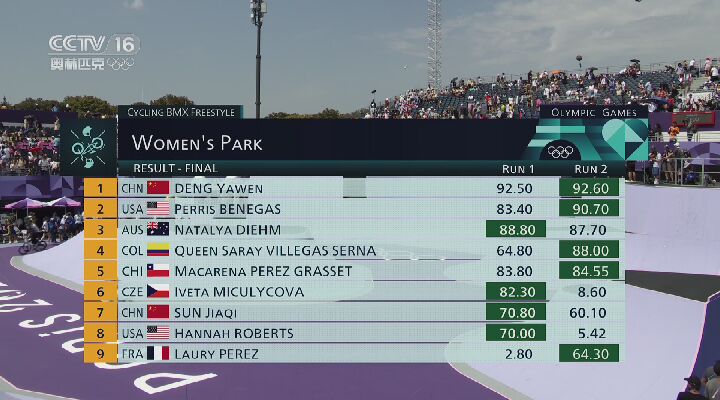 CCTV 16
奥林匹克
CYCLING BMX FREESTYLE
OLYMPIC GAMES
WOMEN'S PARK
RESULT - FINAL RUN 1 RUN 2
1 CHN DENG YAWEN 92.50 92.60
2 USA PERRIS BENEGAS 83.40 90.70
3 AUS NATALYA DIEHM 88.80 87.70
4 COL QUEEN SARAY VILLEGAS SERNA 64.80 88.00
5 CHI MACARENA PEREZ GRASSET 83.80 84.55
6 CZE IVETA MICULYCOVA 82.30 8.60
7 CHN SUN JIAQI 70.80 60.10
8 USA HANNAH ROBERTS 70.00 5.42
9 FRA LAURY PEREZ 2.80 64.30
Paris 2024